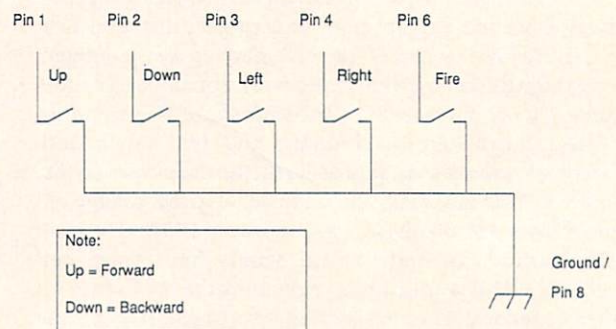 Pin 1 Pin 2 Pin 3 Pin 4 Pin 6
Up Down Left Right Fire
Note:
Up = Forward
Down = Backward
Ground /
Pin 8